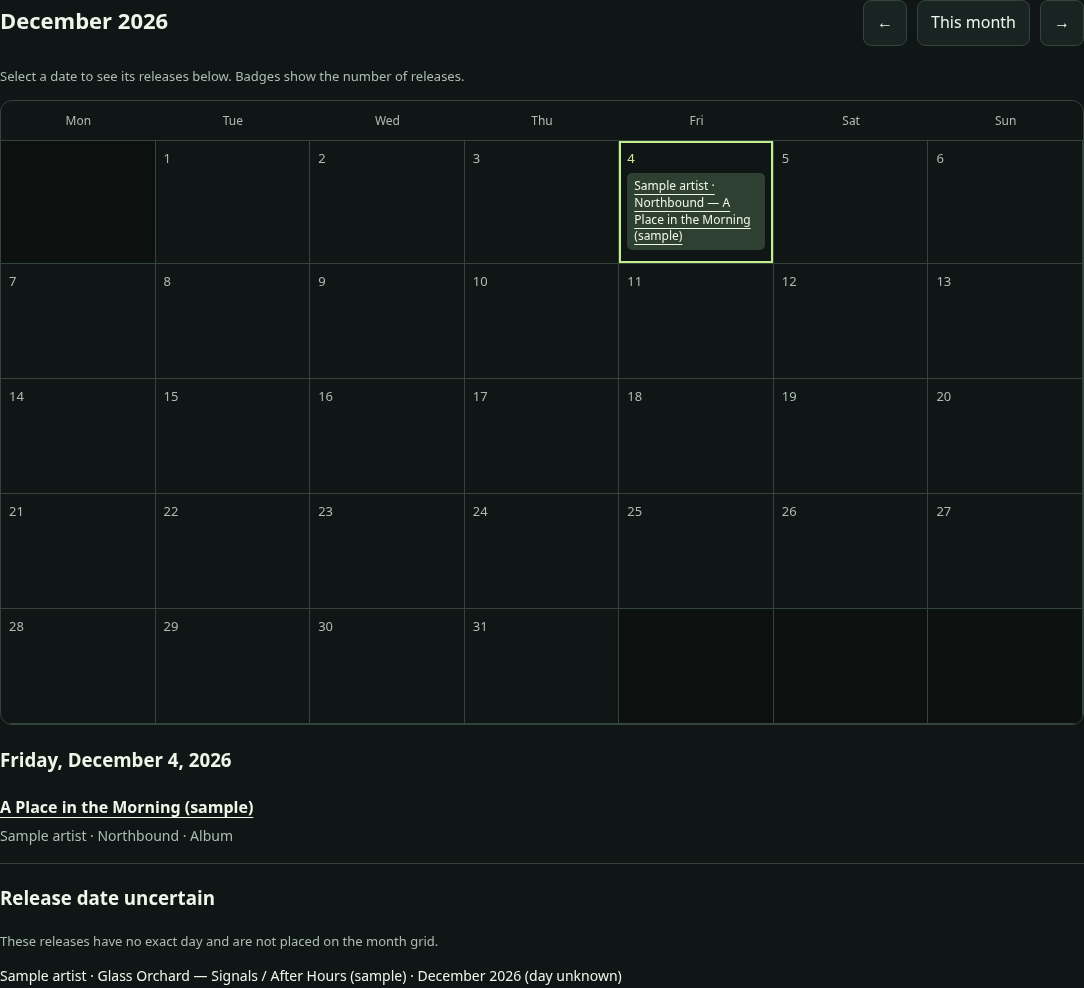 December 2026
← This month →
Select a date to see its releases below. Badges show the number of releases.
Mon Tue Wed Thu Fri Sat Sun
1 2 3 4 5 6
Sample artist ·
Northbound — A
Place in the Morning
(sample)
7 8 9 10 11 12 13
14 15 16 17 18 19 20
21 22 23 24 25 26 27
28 29 30 31
Friday, December 4, 2026
A Place in the Morning (sample)
Sample artist · Northbound · Album
Release date uncertain
These releases have no exact day and are not placed on the month grid.
Sample artist · Glass Orchard — Signals / After Hours (sample) · December 2026 (day unknown)